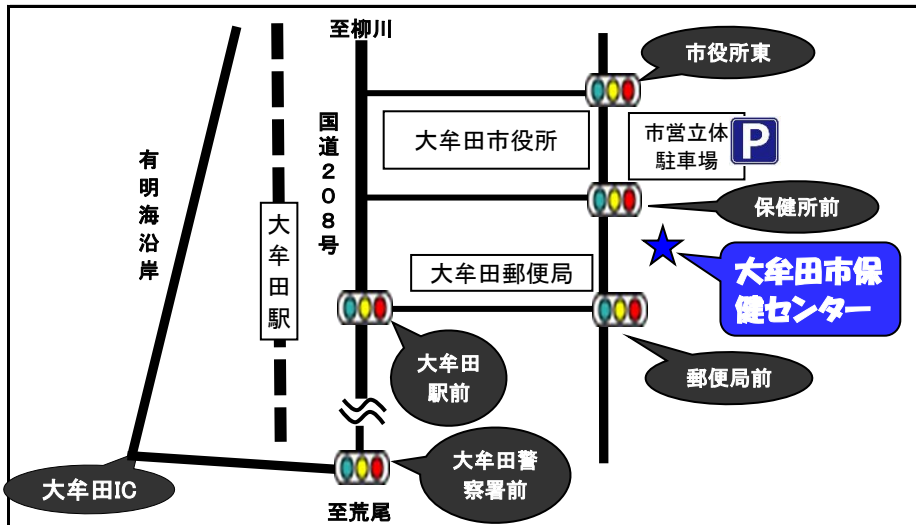 至柳川
市役所東
国道２０８号
大牟田市役所
市営立体
駐車場
P
有明海沿岸
保健所前
大牟田駅
大牟田郵便局
大牟田市保
健センター
大牟田
駅前
郵便局前
大牟田警
察署前
大牟田IC
至荒尾